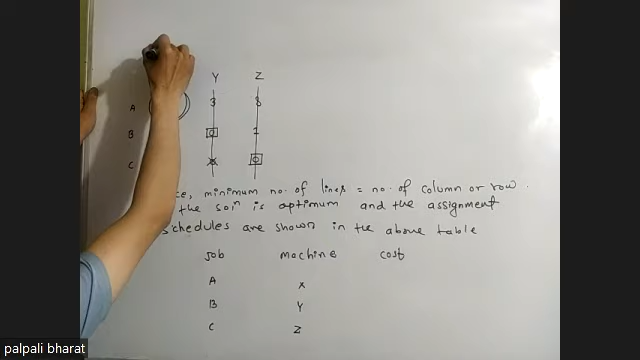 Y Z
A 3 3
B 0 1
C 0
ce, minimum no. of lines = no. of column or row.
the soln is optimum and the assignment
schedules are shown in the above table
Job machine cost
A X
B Y
C Z
palpali bharat